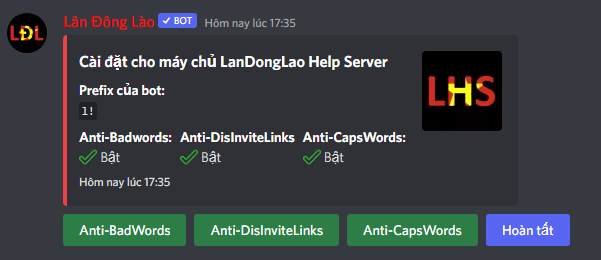 LĐL
Lân Đông Lào ✓ BOT Hôm nay lúc 17:35
Cài đặt cho máy chủ LanDongLao Help Server
LHS
Prefix của bot:
1!
Anti-Badwords: Anti-DisInviteLinks Anti-CapsWords:
Bật Bật Bật
Hôm nay lúc 17:35
Anti-BadWords Anti-DisInviteLinks Anti-CapsWords Hoàn tất